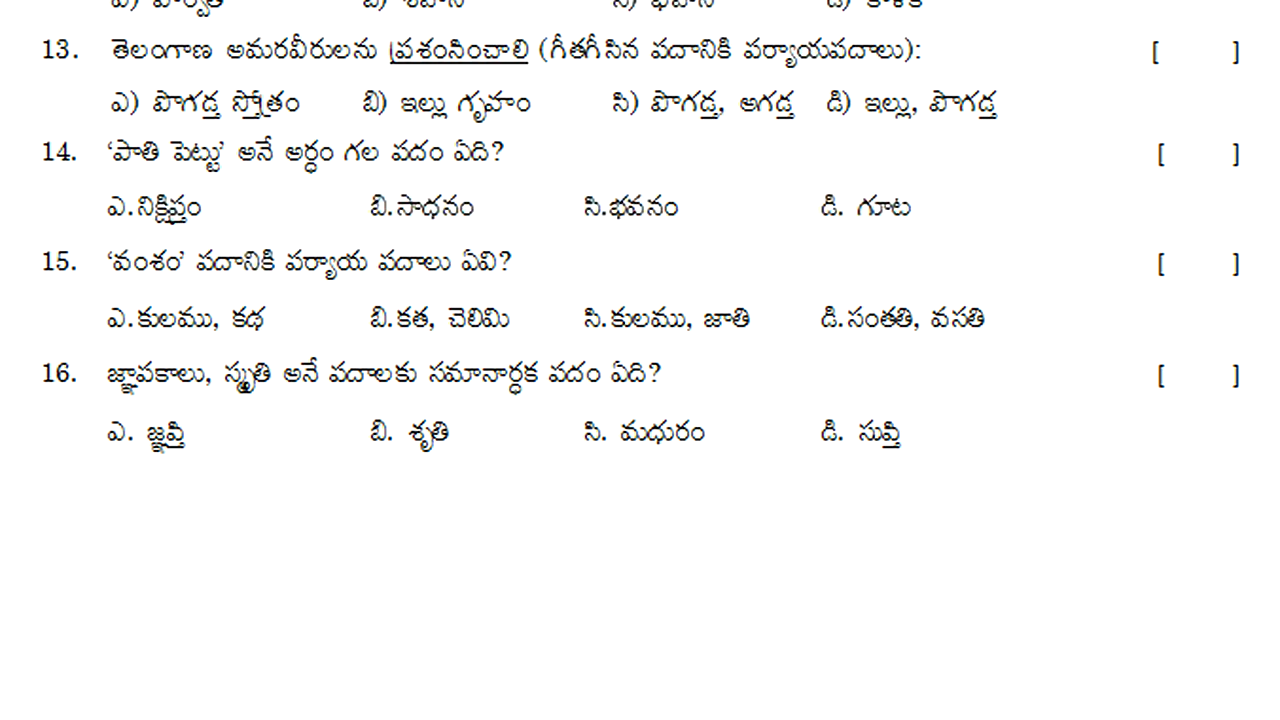 ఎ) పార్వతి బి) శివాని సి) భవాని డి) కాళిక
13. తెలంగాణ అమరవీరులను ప్రశంసించాలి (గీతగీసిన పదానికి పర్యాయపదాలు): [ ]
ఎ) పొగడ్త స్తోత్రం బి) ఇల్లు గృహం సి) పొగడ్త, అగడ్త డి) ఇల్లు, పొగడ్త
14. ‘పాతి పెట్టు’ అనే అర్థం గల పదం ఏది? [ ]
ఎ.నిక్షిప్తం బి.సాధనం సి.భవనం డి. గూట
15. ‘వంశం’ పదానికి పర్యాయ పదాలు ఏవి? [ ]
ఎ.కులము, కథ బి.కత, చెలిమి సి.కులము, జాతి డి.సంతతి, వసతి
16. జ్ఞాపకాలు, స్మృతి అనే పదాలకు సమానార్థక పదం ఏది? [ ]
ఎ. జ్ఞప్తి బి. శృతి సి. మధురం డి. సుప్తి